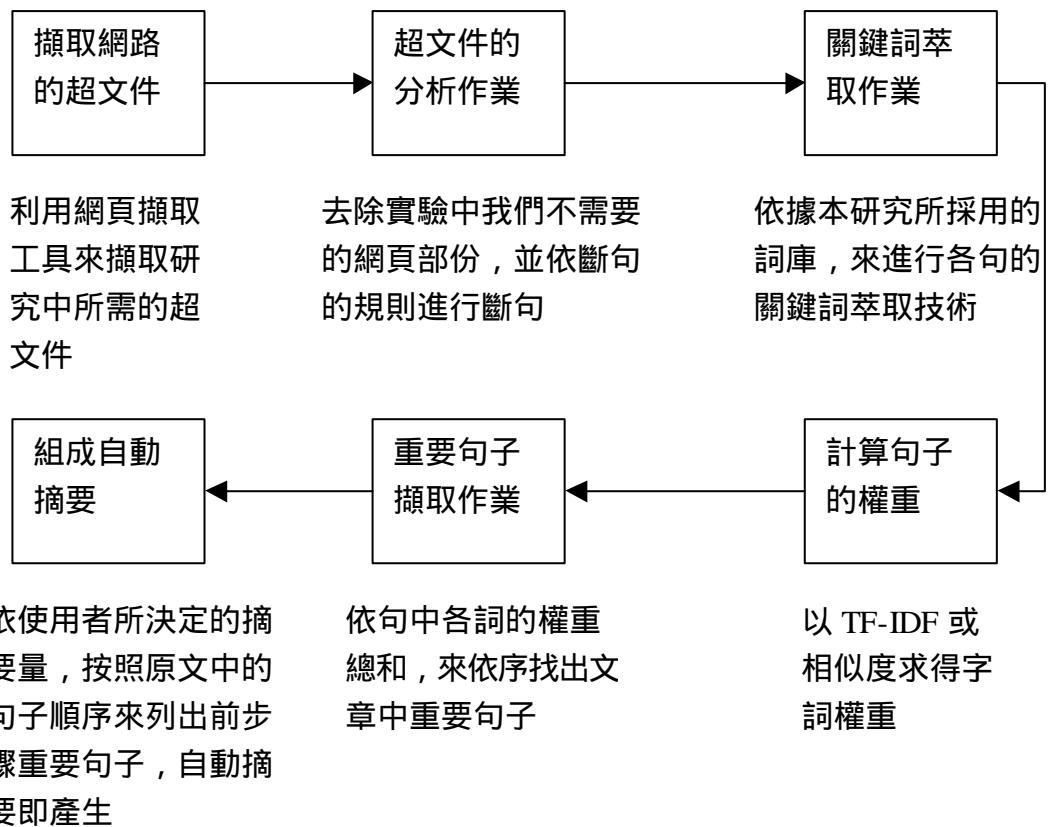 擷取網路
的超文件
超文件的
分析作業
關鍵詞萃
取作業
利用網頁擷取
工具來擷取研
究中所需的超
文件
去除實驗中我們不需要
的網頁部份，並依斷句
的規則進行斷句
依據本研究所採用的
詞庫，來進行各句的
關鍵詞萃取技術
計算句子
的權重
重要句子
擷取作業
組成自動
摘要
以 TF-IDF 或
相似度求得字
詞權重
依句中各詞的權重
總和，來依序找出文
章中重要句子
依使用者所決定的摘
要量，按照原文中的
句子順序來列出前步
驟重要句子，自動摘
要即產生